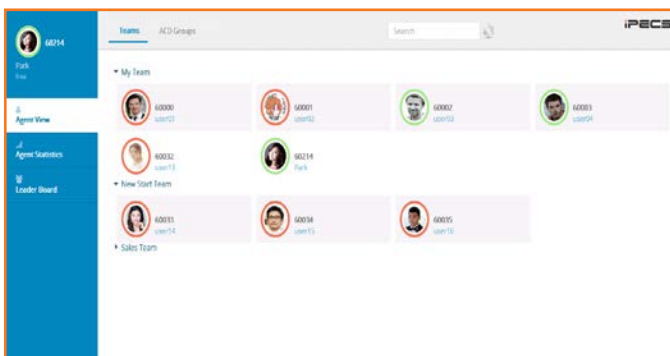 60214
Park
Teams ACD Groups Search iPECS
Agent View
Agent Statistics
Leader Board
My Team
60000 60001 60002 60003
user01 user02 user03 user04
60032 60214
user13 Park
New Start Team
60033 60034 60035
user14 user15 user16
Sales Team